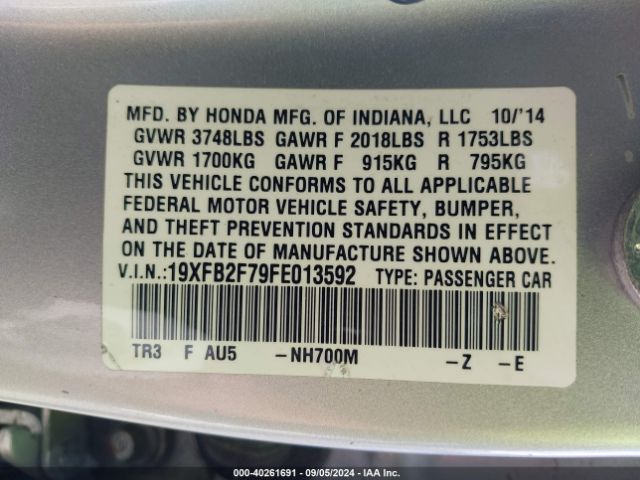 MFD. BY HONDA MFG. OF INDIANA, LLC 10/'14
GVWR 3748LBS GAWR F 2018LBS R 1753LBS
GVWR 1700KG GAWR F 915KG R 795KG
THIS VEHICLE CONFORMS TO ALL APPLICABLE
FEDERAL MOTOR VEHICLE SAFETY, BUMPER,
AND THEFT PREVENTION STANDARDS IN EFFECT
ON THE DATE OF MANUFACTURE SHOWN ABOVE.
V.I.N.:19XFB2F79FE013592 TYPE: PASSENGER CAR
TR3 F AU5 -NH700M -Z -E
000-40261691 - 09/05/2024 - IAA Inc.